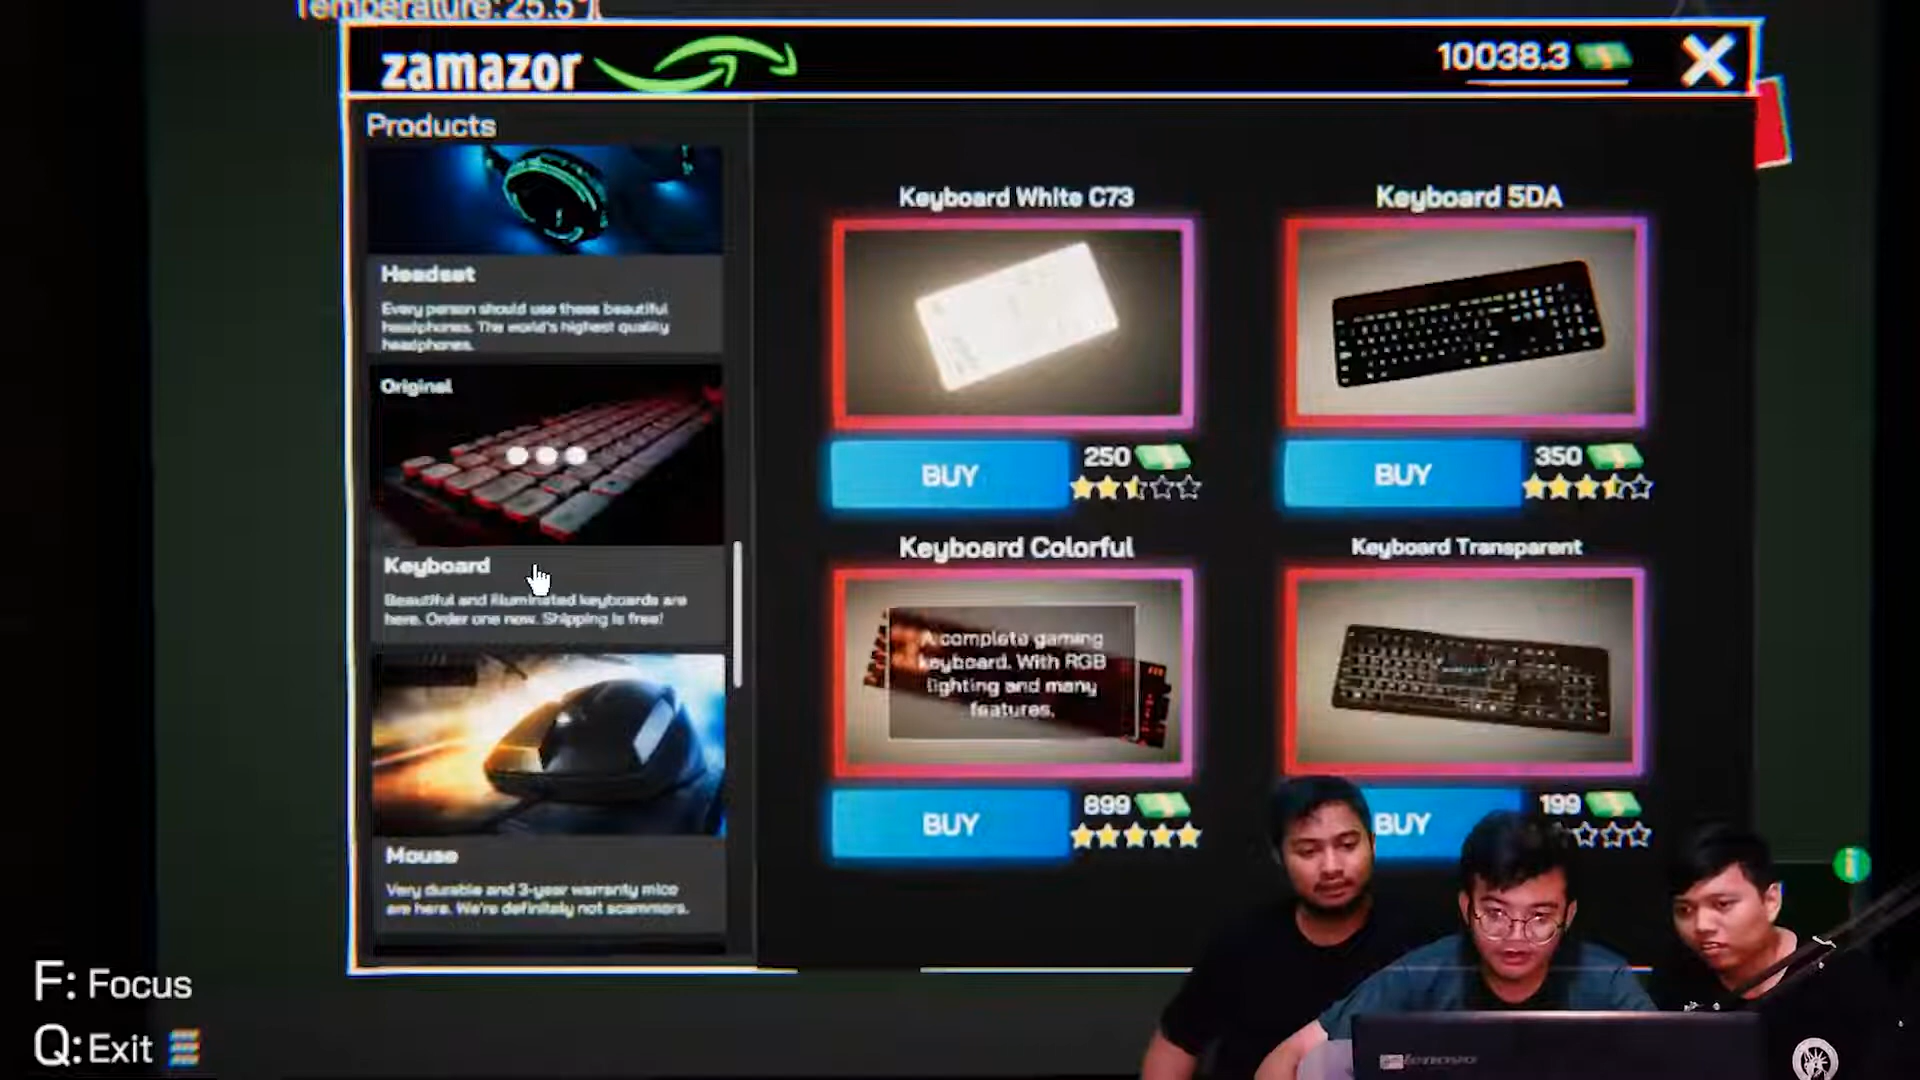 Temperature: 25.5°
zamazor
10038.3
Products
Headset
Every person should use these beautiful
headphones. The world's highest quality
headphones.
Original
Keyboard
Beautiful and illuminated keyboards are
here. Order one now. Shipping is free!
Mouse
Very durable and 3-year warranty mice
are here. We're definitely not scammers.
Keyboard White C73
BUY
250
Keyboard 5DA
BUY
350
Keyboard Colorful
A complete gaming
keyboard. With RGB
lighting and many
features.
BUY
899
Keyboard Transparent
BUY
199
F: Focus
Q: Exit